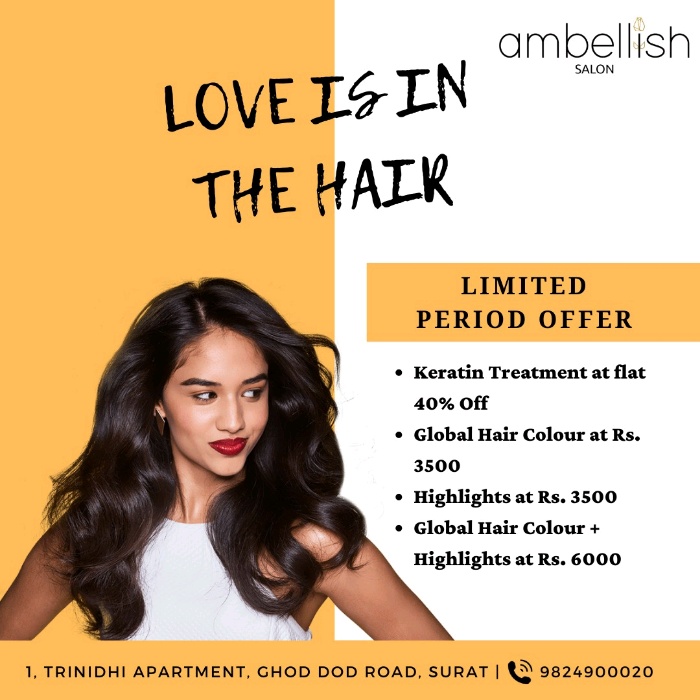 ambellish
SALON
LOVE IS IN
THE HAIR
LIMITED
PERIOD OFFER
• Keratin Treatment at flat
40% Off
• Global Hair Colour at Rs.
3500
• Highlights at Rs. 3500
• Global Hair Colour +
Highlights at Rs. 6000
1, TRINIDHI APARTMENT, GHOD DOD ROAD, SURAT | 9824900020